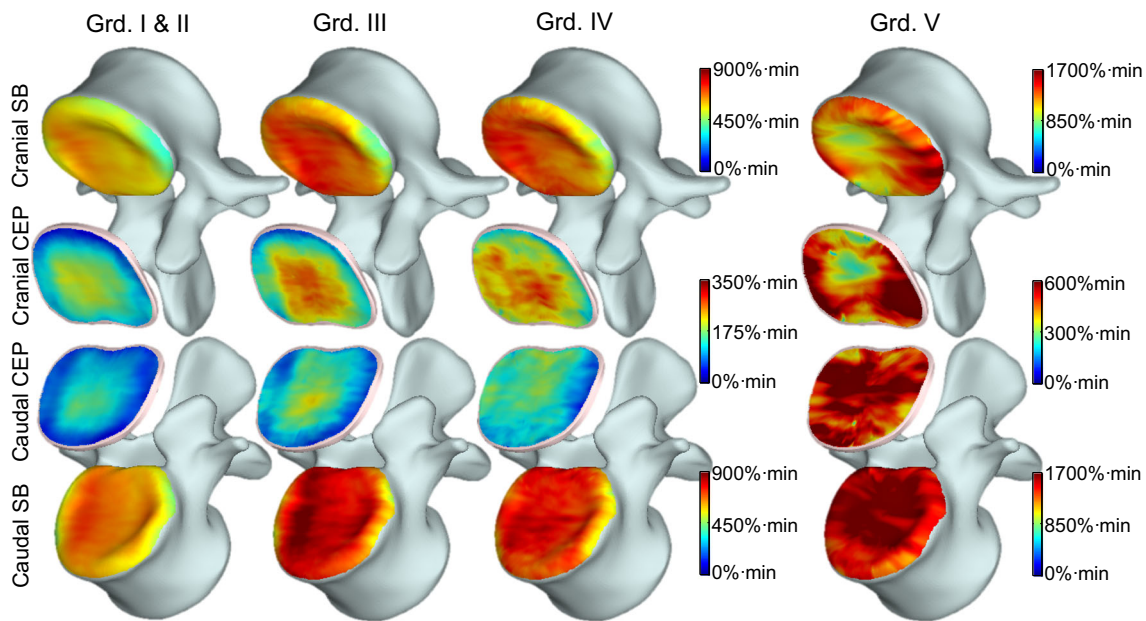 Grd. I & II
Grd. III
Grd. IV
Grd. V
Cranial SB
900%·min
450%·min
0%·min
1700%·min
850%·min
0%·min
Cranial CEP
350%·min
175%·min
0%·min
600%min
300%·min
0%·min
Caudal CEP
Caudal SB
900%·min
450%·min
0%·min
1700%·min
850%·min
0%·min